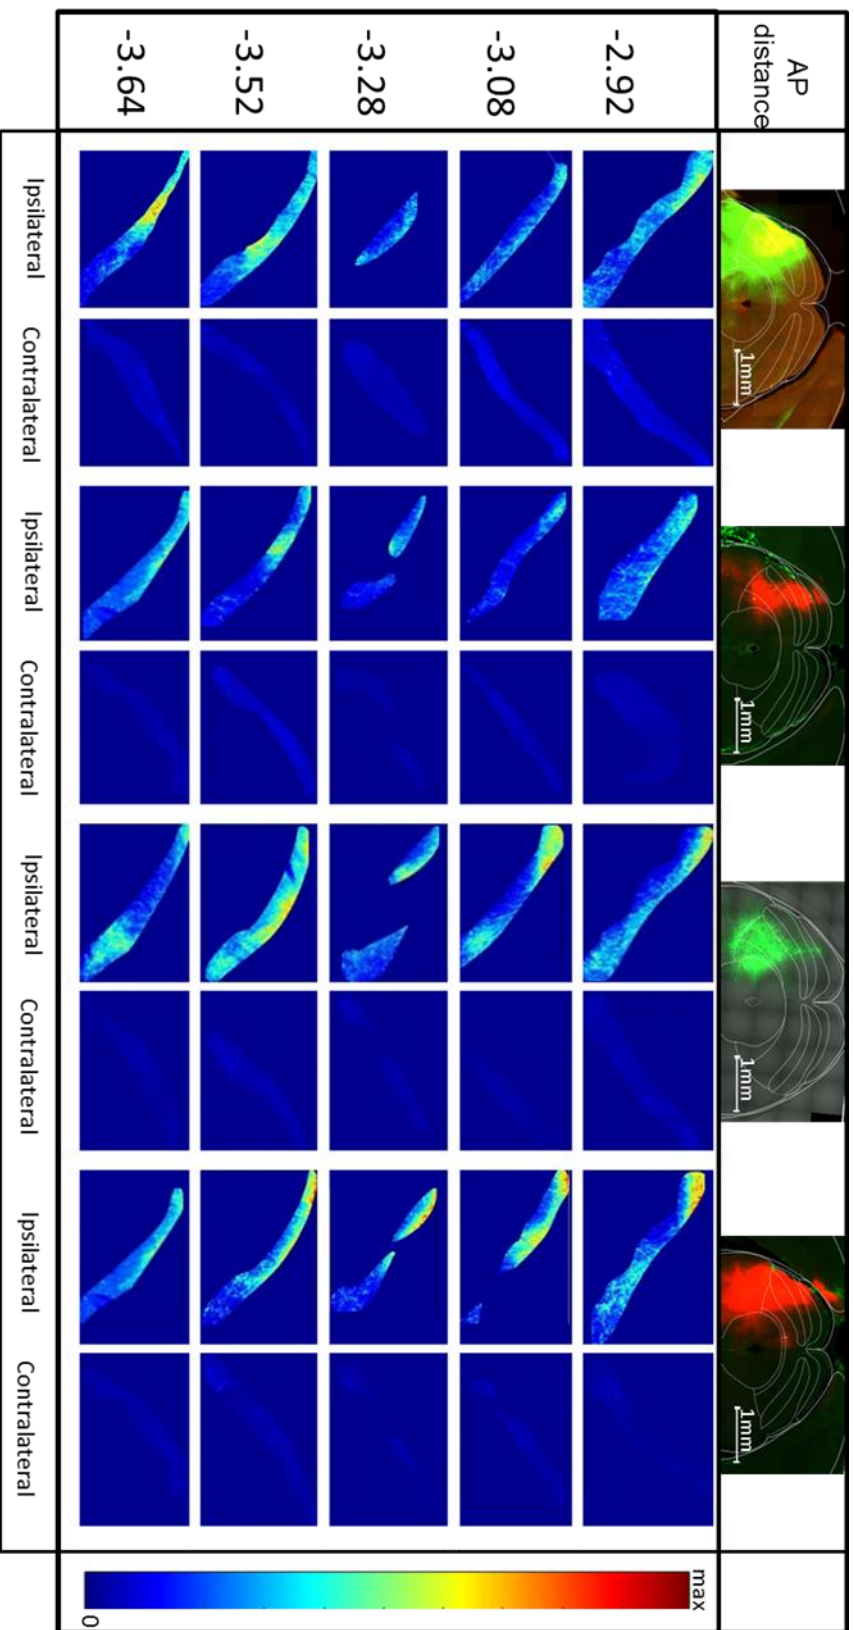 AP
distance
1mm
1mm
1mm
1mm
-2.92
-3.08
-3.28
-3.52
-3.64
Ipsilateral
Contralateral
Ipsilateral
Contralateral
Ipsilateral
Contralateral
Ipsilateral
Contralateral
max
0